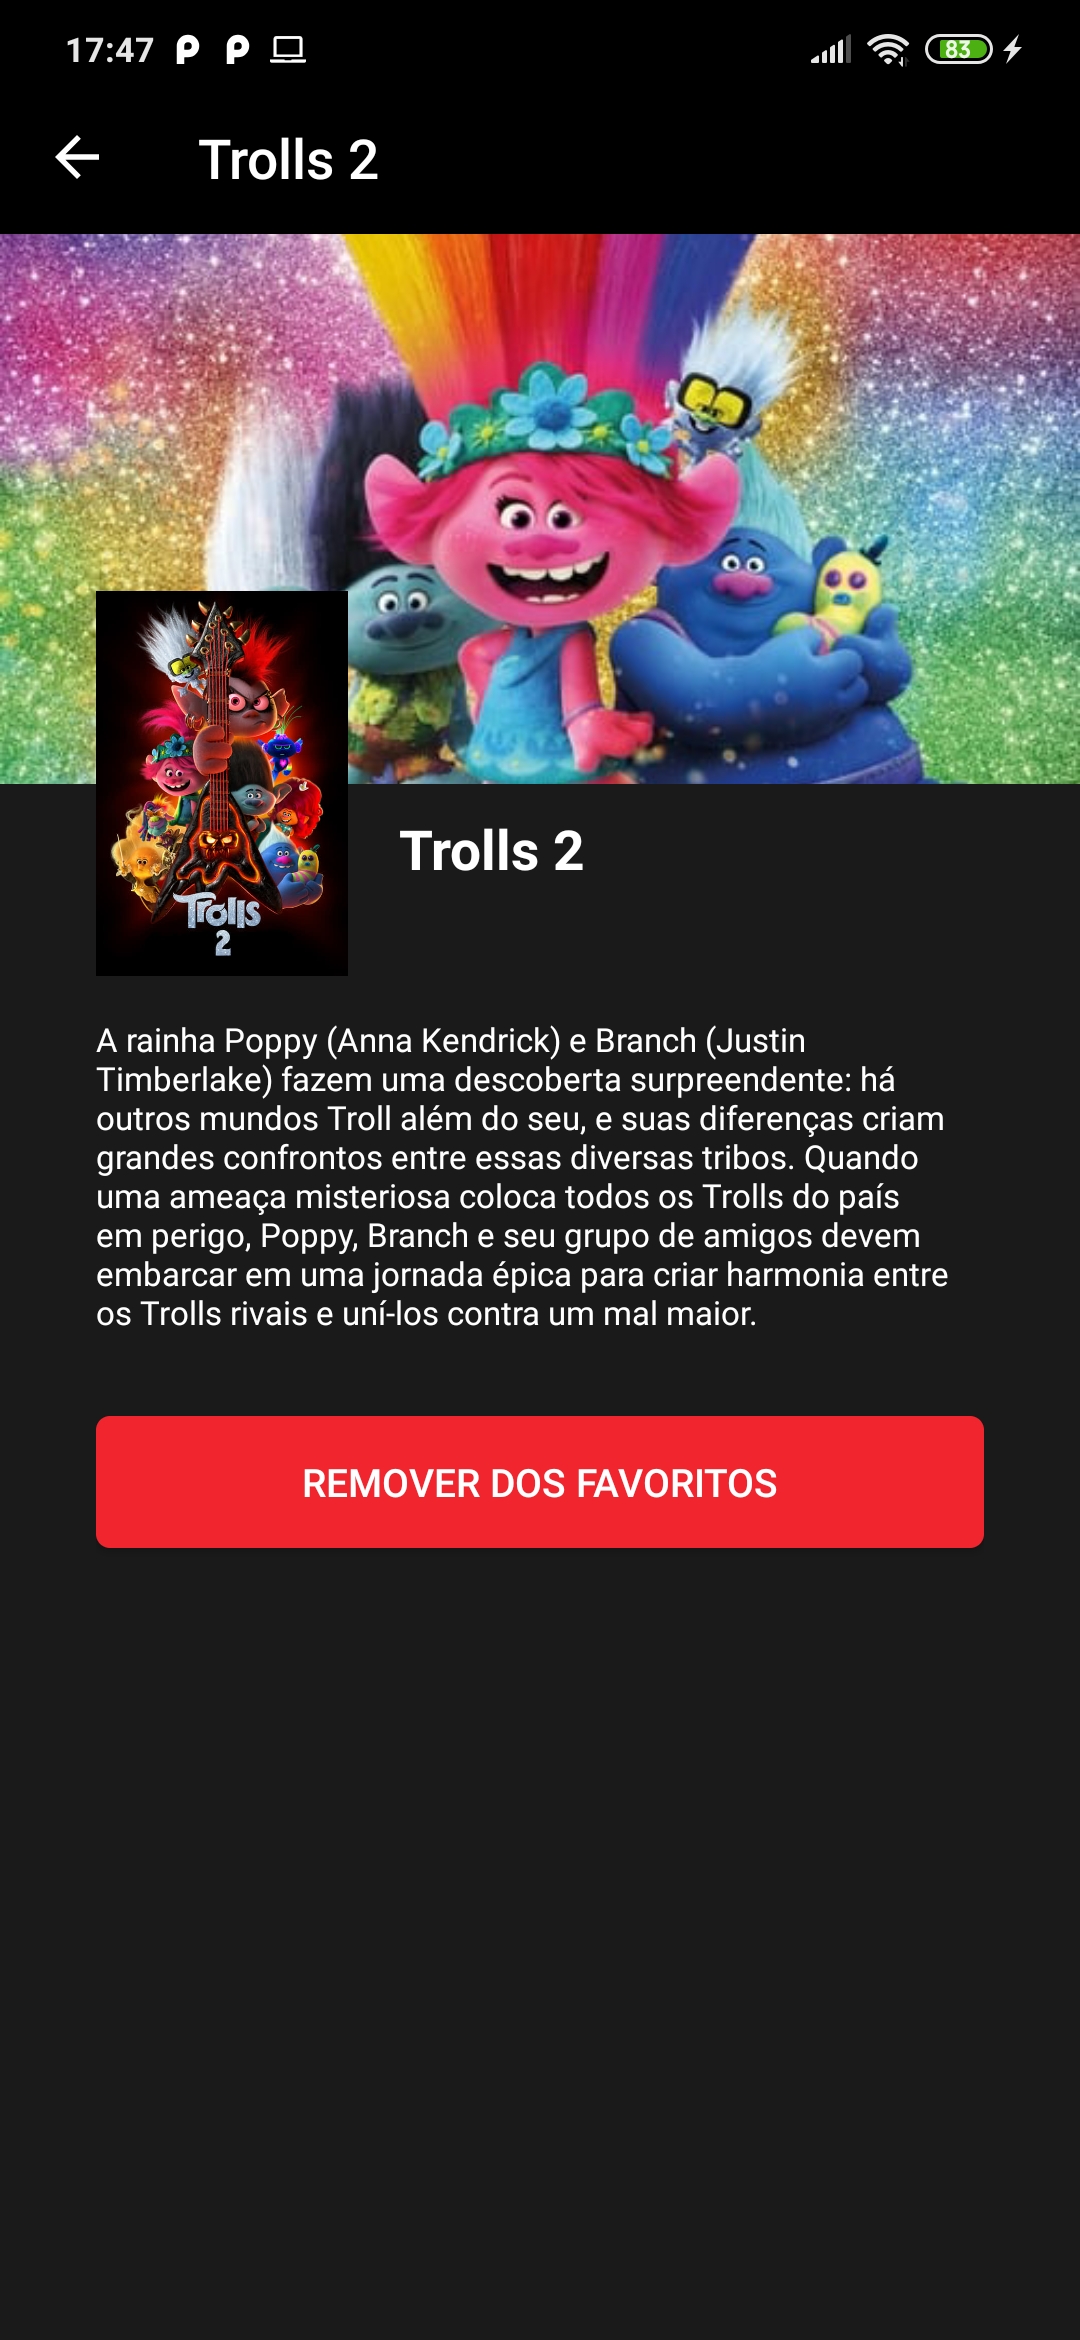 17:47
83
Trolls 2
Trolls
2
Trolls 2
A rainha Poppy (Anna Kendrick) e Branch (Justin
Timberlake) fazem uma descoberta surpreendente: há
outros mundos Troll além do seu, e suas diferenças criam
grandes confrontos entre essas diversas tribos. Quando
uma ameaça misteriosa coloca todos os Trolls do país
em perigo, Poppy, Branch e seu grupo de amigos devem
embarcar em uma jornada épica para criar harmonia entre
os Trolls rivais e uní-los contra um mal maior.
REMOVER DOS FAVORITOS